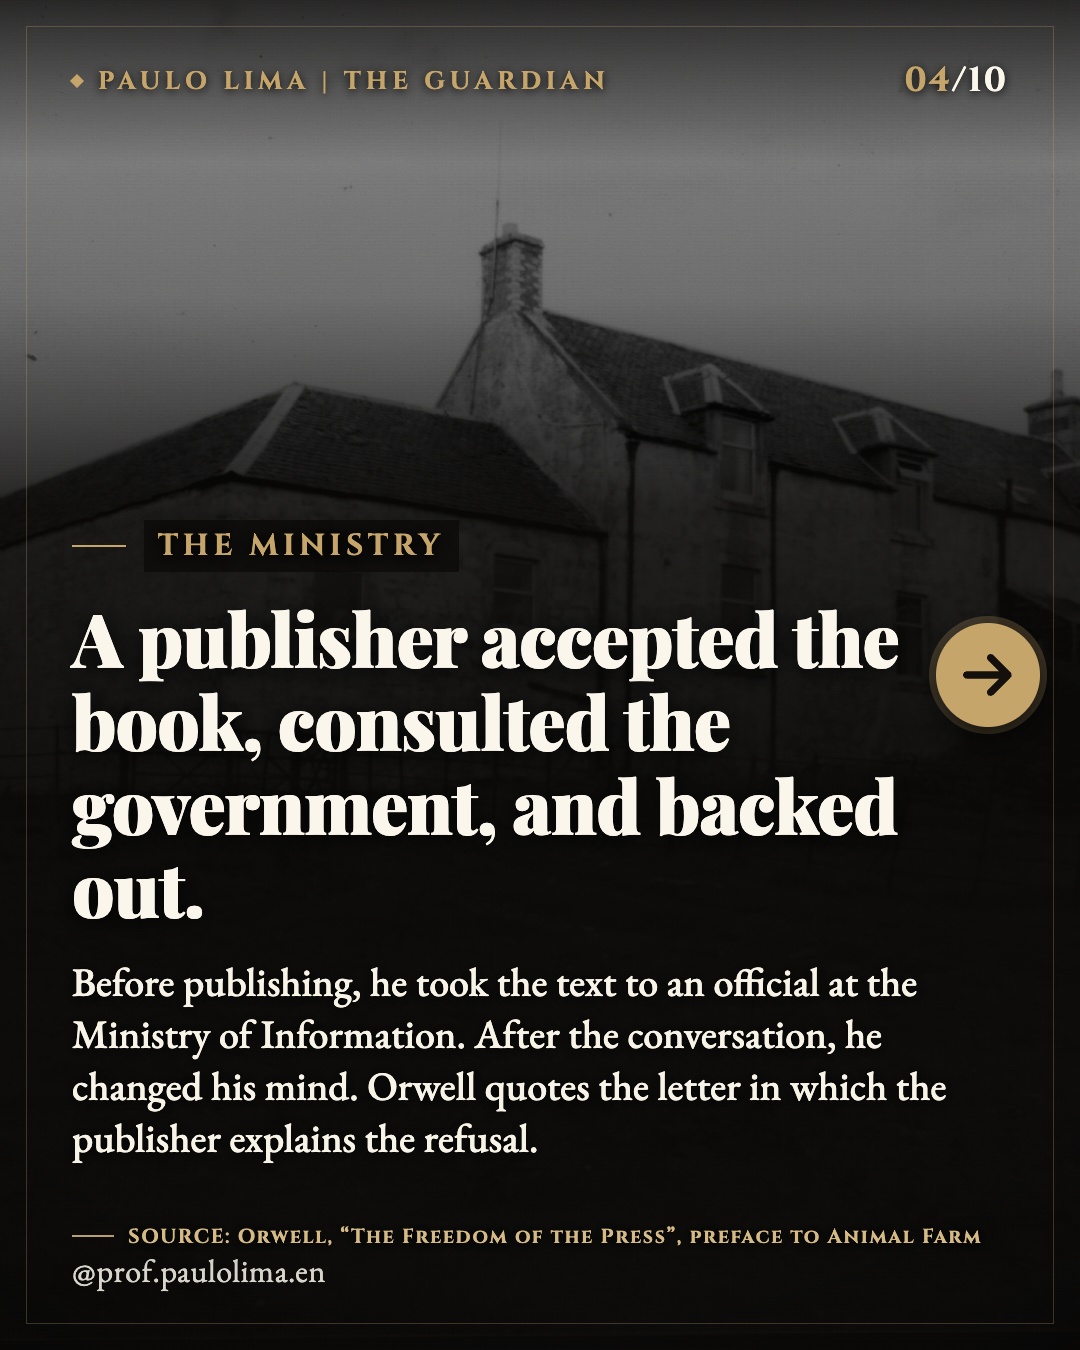 ◆ PAULO LIMA | THE GUARDIAN
04/10
THE MINISTRY
A publisher accepted the
book, consulted the
government, and backed
out.
Before publishing, he took the text to an official at the
Ministry of Information. After the conversation, he
changed his mind. Orwell quotes the letter in which the
publisher explains the refusal.
SOURCE: Orwell, “The Freedom of the Press”, preface to Animal Farm
@prof.paulolima.en